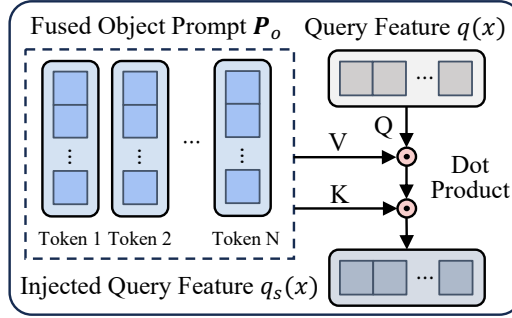 Fused Object Prompt P_o
Query Feature q(x)
... 
Q
V
Dot
Product
K
Token 1 Token 2 Token N
Injected Query Feature q_s(x)